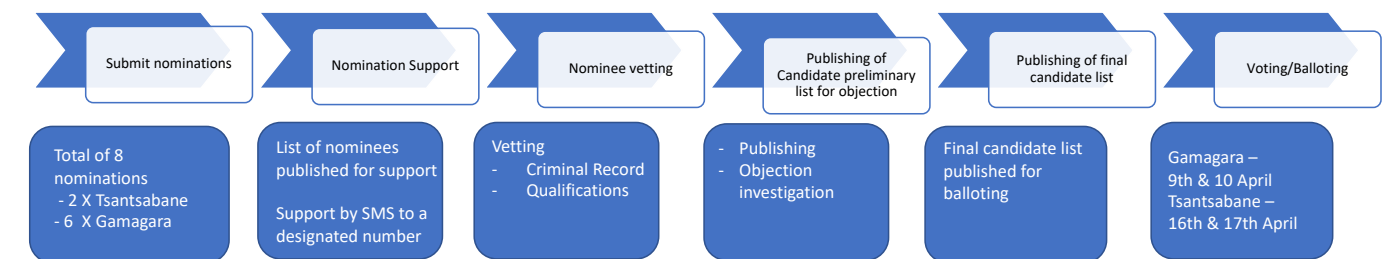 Submit nominations
Nomination Support
Nominee vetting
Publishing of
Candidate preliminary
list for objection
Publishing of final
candidate list
Voting/Balloting
Total of 8
nominations
- 2 X Tsantsabane
- 6 X Gamagara
List of nominees
published for support
Support by SMS to a
designated number
Vetting
- Criminal Record
- Qualifications
- Publishing
- Objection
investigation
Final candidate list
published for
balloting
Gamagara –
9th & 10 April
Tsantsabane –
16th & 17th April